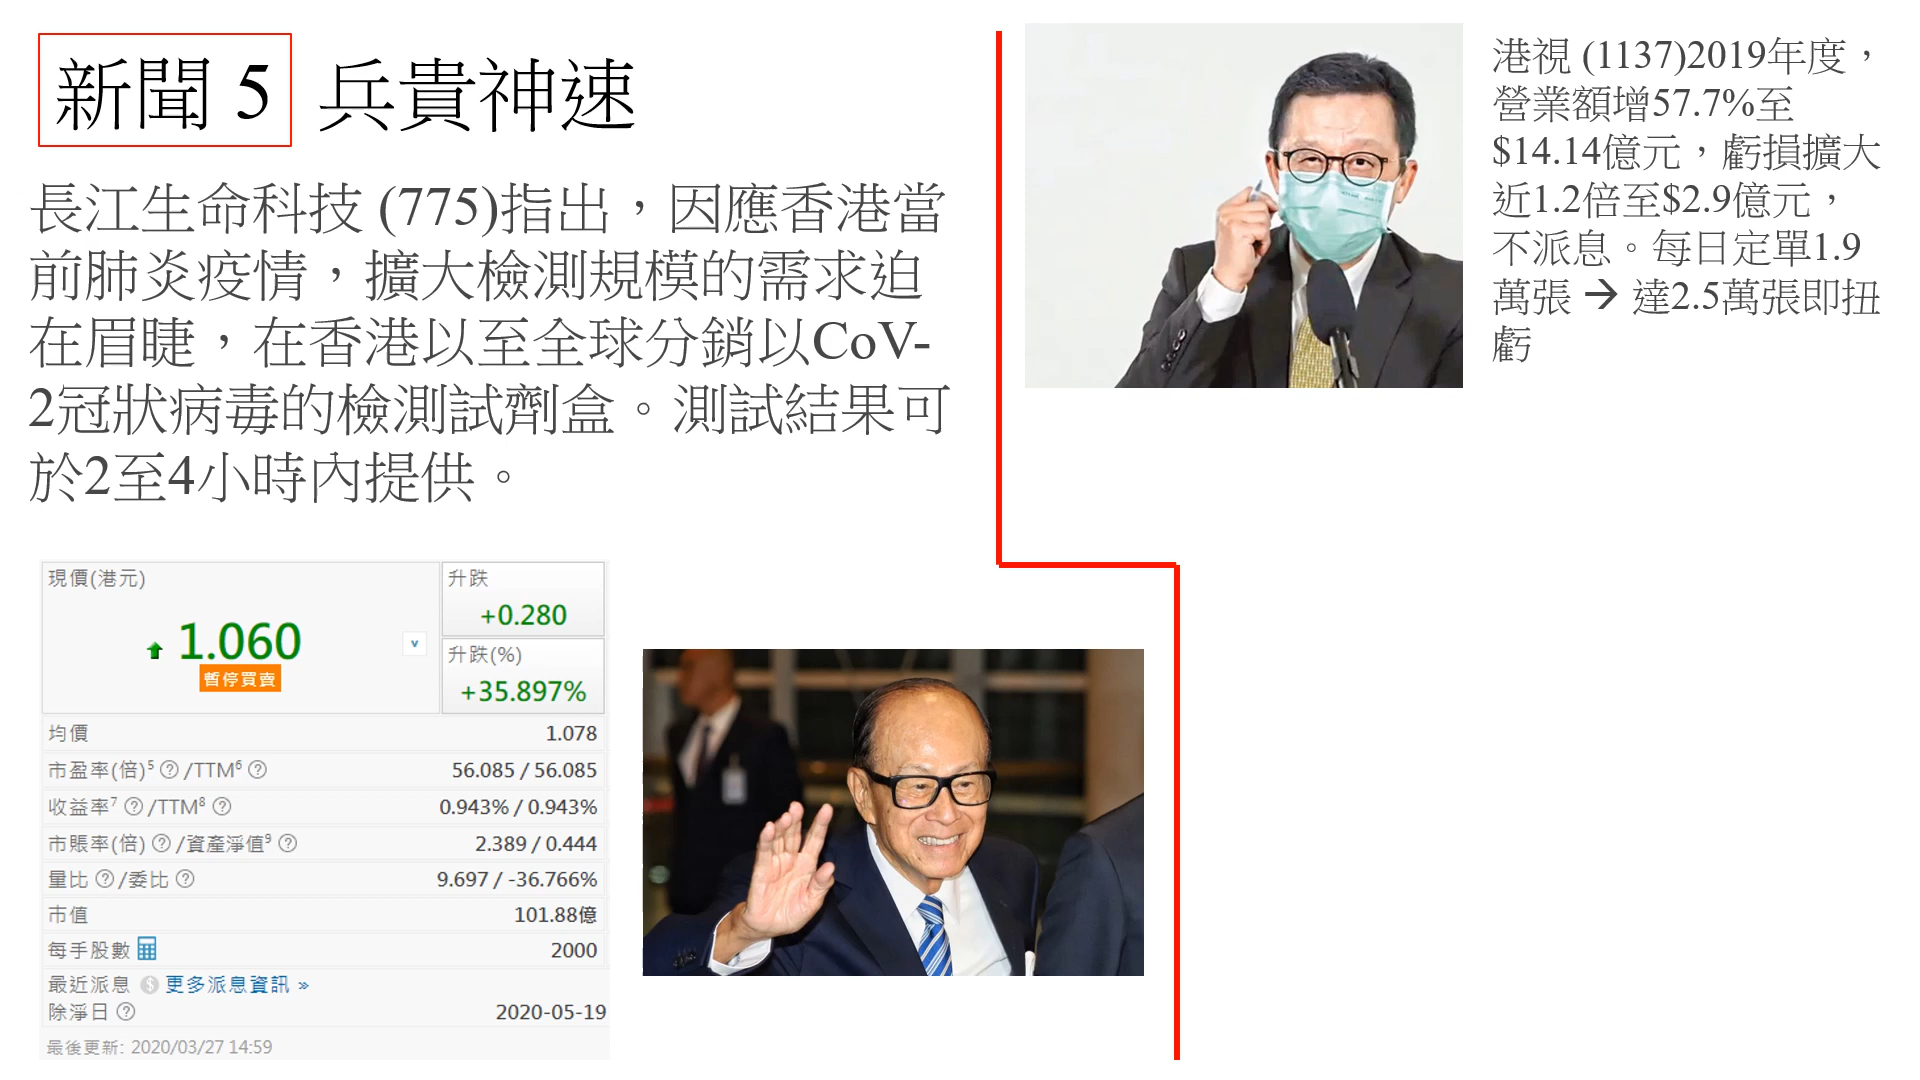 新聞 5 兵貴神速
長江生命科技 (775)指出，因應香港當
前肺炎疫情，擴大檢測規模的需求迫
在眉睫，在香港以至全球分銷以CoV-
2冠狀病毒的檢測試劑盒。測試結果可
於2至4小時內提供。
現價(港元)
1.060
暫停買賣
升跌
+0.280
升跌(%)
+35.897%
均價 1.078
市盈率(倍)5 ? /TTM6 ? 56.085 / 56.085
收益率7 ? /TTM8 ? 0.943% / 0.943%
市賬率(倍) ? /資產淨值9 ? 2.389 / 0.444
量比 ? /委比 ? 9.697 / -36.766%
市值 101.88億
每手股數 2000
最近派息 $ 更多派息資訊 »
除淨日 ? 2020-05-19
最後更新: 2020/03/27 14:59
港視 (1137)2019年度，
營業額增57.7%至
$14.14億元，虧損擴大
近1.2倍至$2.9億元，
不派息。每日定單1.9
萬張 → 達2.5萬張即扭
虧